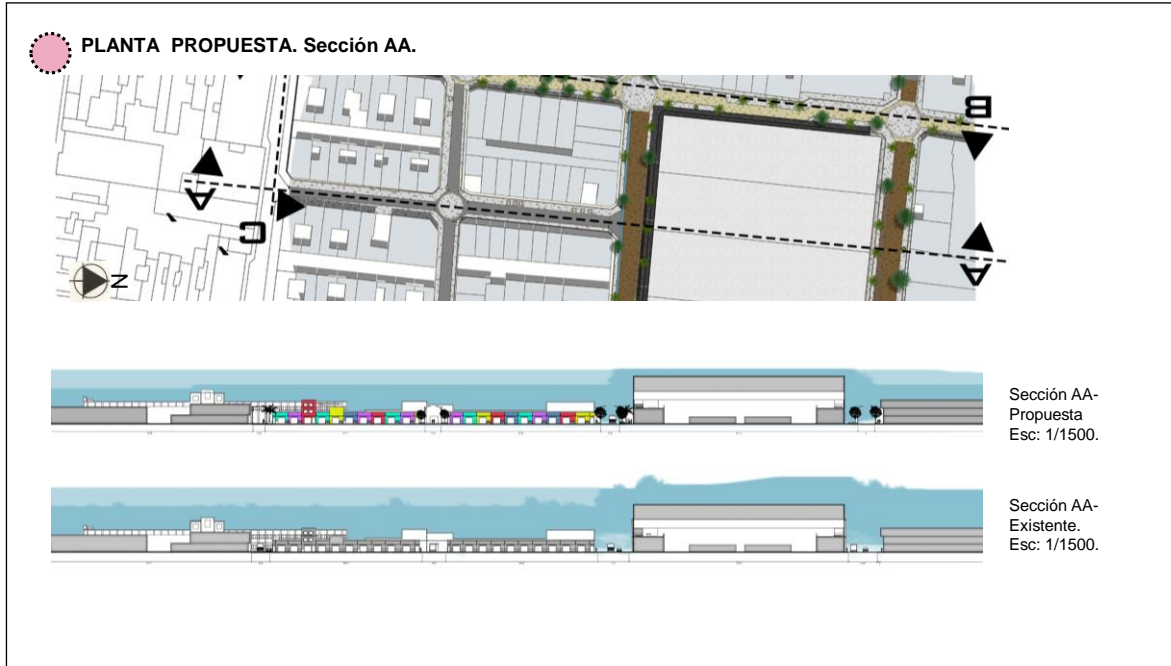 PLANTA PROPUESTA. Sección AA.
B
A
C
A
N
Sección AA-
Propuesta
Esc: 1/1500.
Sección AA-
Existente.
Esc: 1/1500.